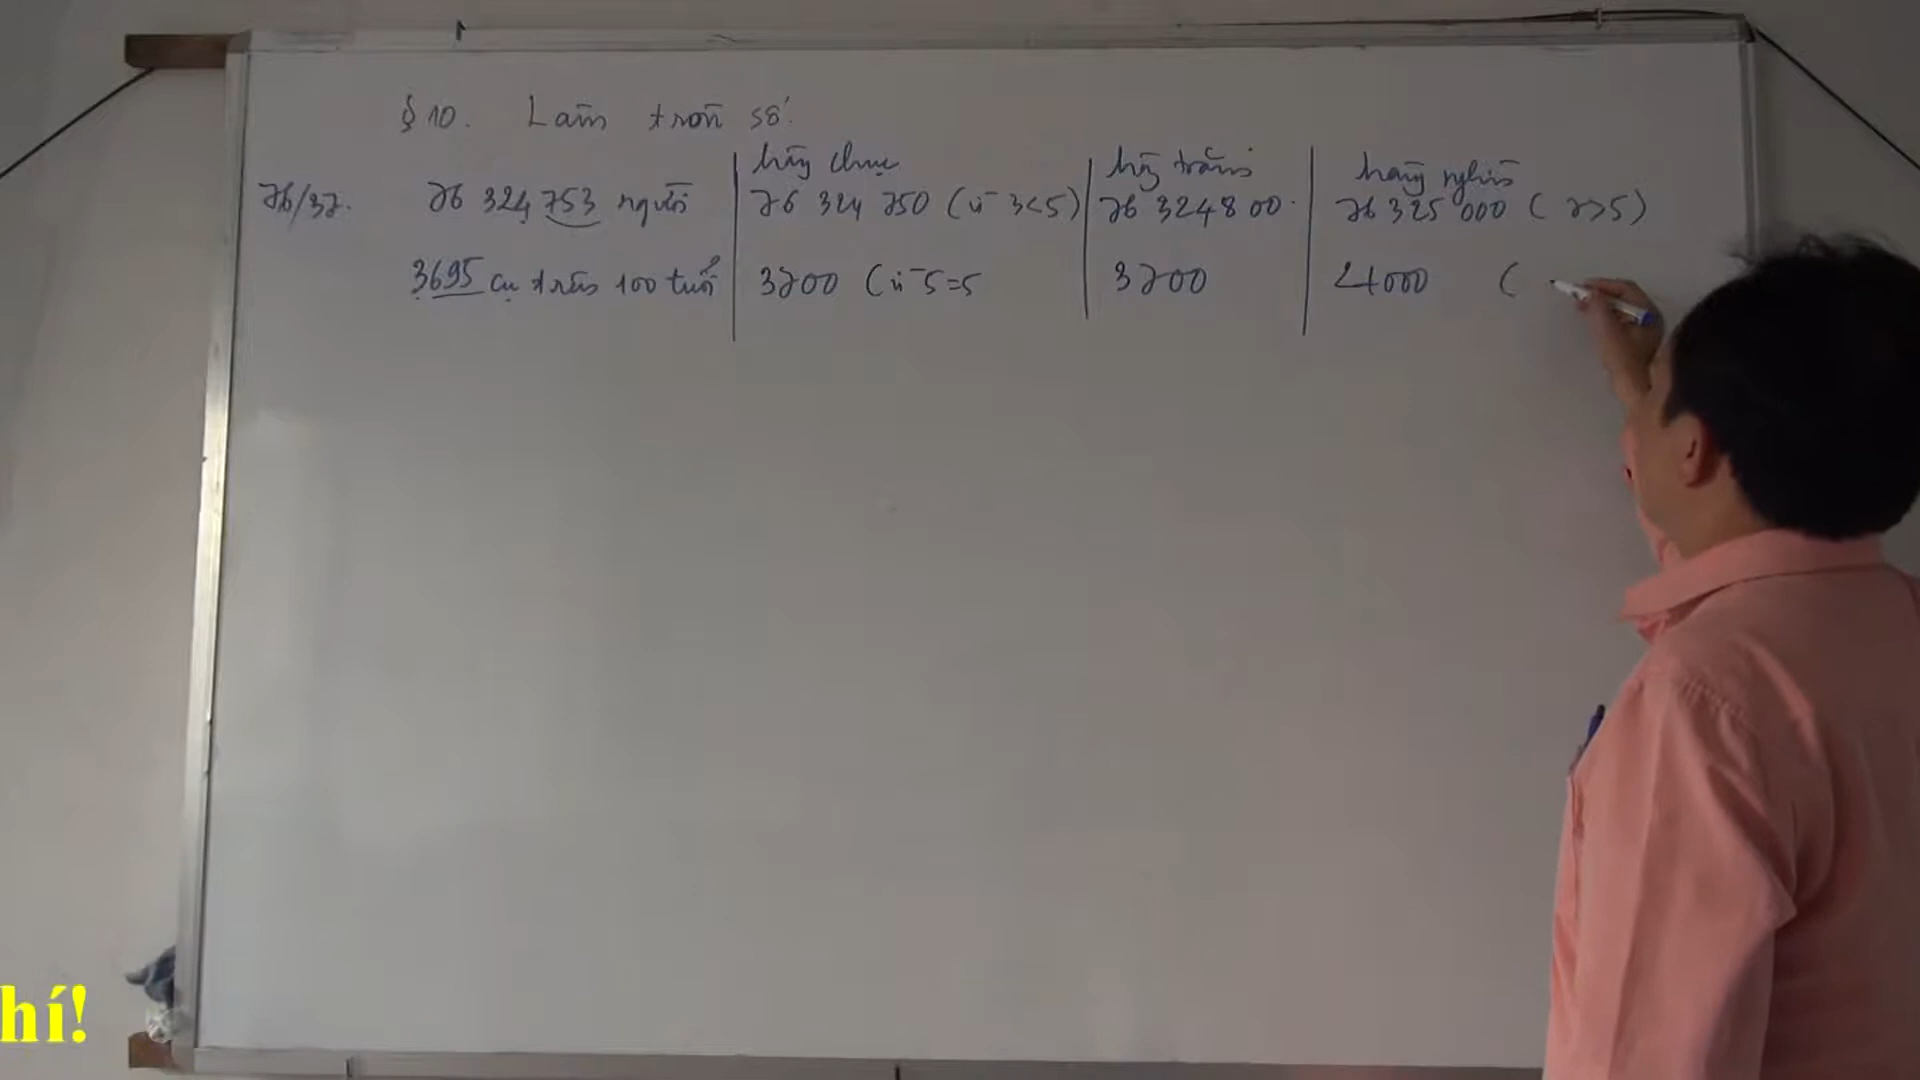 § 10. Làm tròn số.
hàng chục
hàng trăm
hàng nghìn
76/37. 76 324 753 người
76 324 750 (vì 3<5)
76 324 800.
76 325 000 ( 7>5)
3695 cụ trên 100 tuổi
3700 (vì 5=5
3700
4000 (
hí!